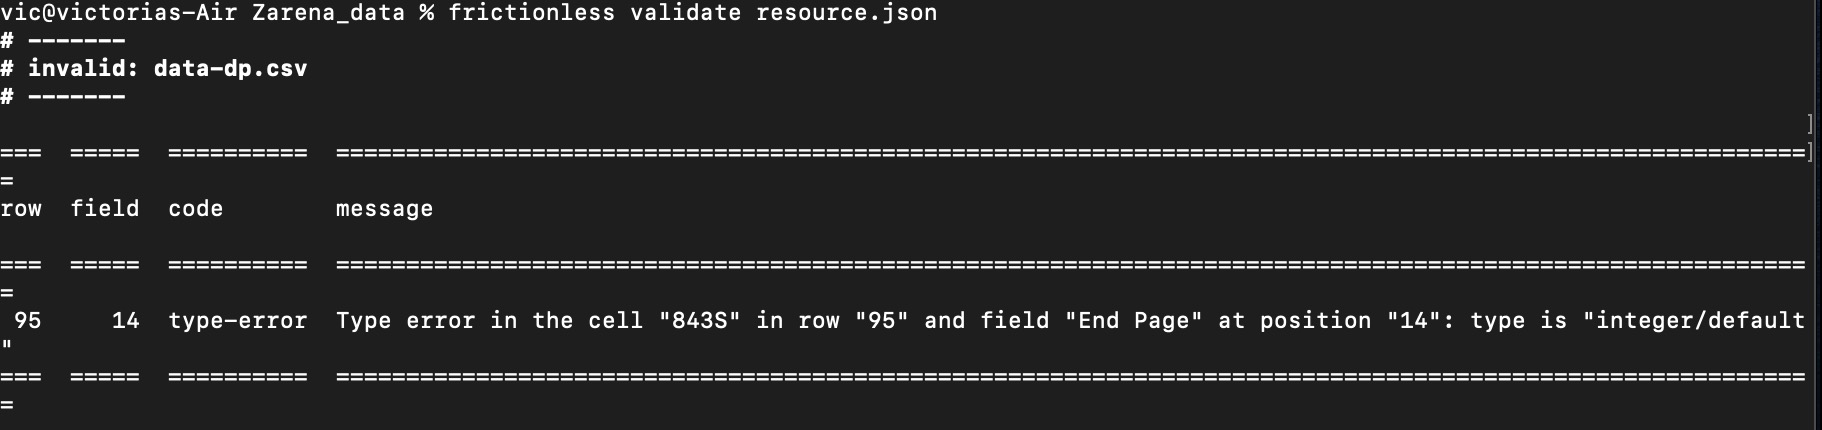 vic@victorias-Air Zarena_data % frictionless validate resource.json
# -------
# invalid: data-dp.csv
# -------
]
===  =====  ==========  =========================================================================================================]
=
row  field  code        message
===  =====  ==========  =========================================================================================================
=
 95     14  type-error  Type error in the cell "843S" in row "95" and field "End Page" at position "14": type is "integer/default
"
===  =====  ==========  =========================================================================================================
=